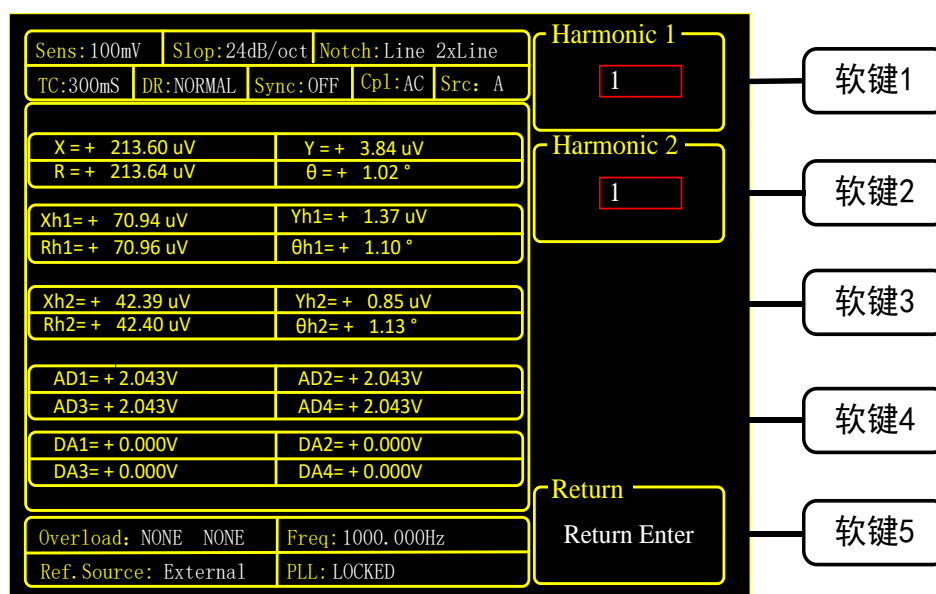 Sens:100mV Slop:24dB/oct Notch:Line 2xLine
TC:300mS DR:NORMAL Sync:OFF Cpl:AC Src: A
X = + 213.60 uV Y = + 3.84 uV
R = + 213.64 uV θ = + 1.02 °
Xh1= + 70.94 uV Yh1= + 1.37 uV
Rh1= + 70.96 uV θh1= + 1.10 °
Xh2= + 42.39 uV Yh2= + 0.85 uV
Rh2= + 42.40 uV θh2= + 1.13 °
AD1= + 2.043V AD2= + 2.043V
AD3= + 2.043V AD4= + 2.043V
DA1= + 0.000V DA2= + 0.000V
DA3= + 0.000V DA4= + 0.000V
Overload: NONE NONE Freq:1000.000Hz
Ref.Source: External PLL: LOCKED
Harmonic 1
1
Harmonic 2
1
Return
Return Enter
软键1
软键2
软键3
软键4
软键5